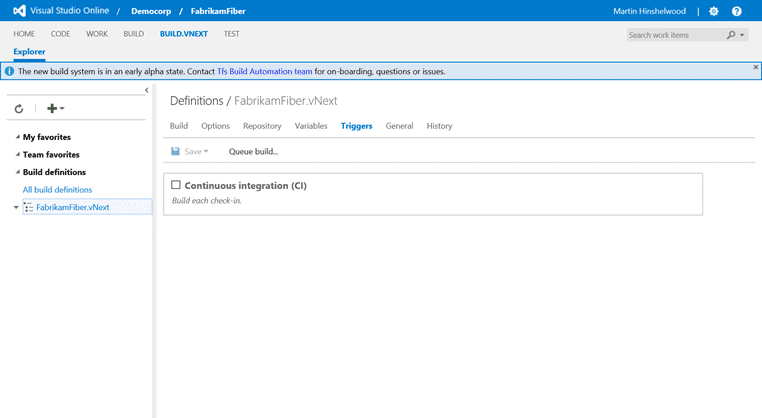 Visual Studio Online / Democorp / FabrikamFiber Martin Hinshelwood | ?
HOME CODE WORK BUILD BUILD.VNEXT TEST Search work items
Explorer
The new build system is in an early alpha state. Contact Tfs Build Automation team for on-boarding, questions or issues.
Definitions / FabrikamFiber.vNext
Build Options Repository Variables Triggers General History
Save Queue build...
My favorites
Team favorites
Build definitions
All build definitions
FabrikamFiber.vNext
Continuous integration (CI)
Build each check-in.